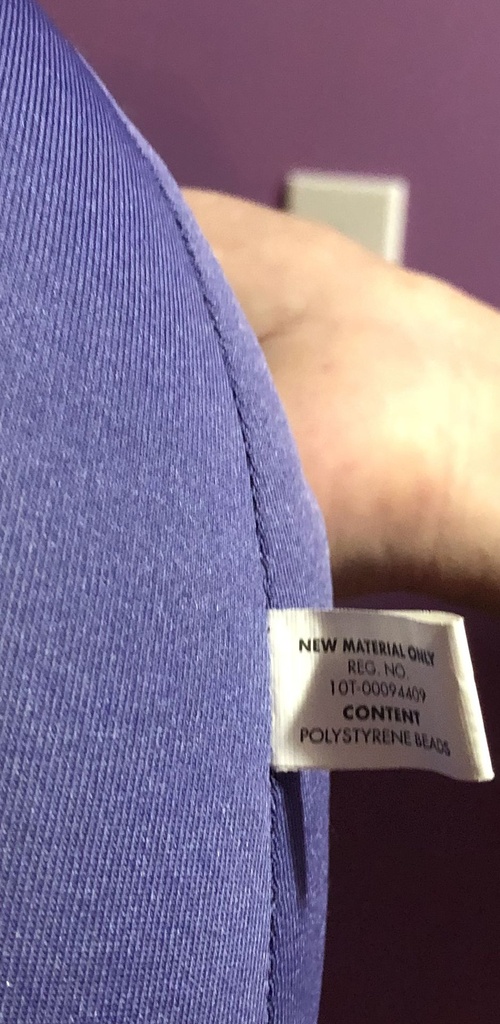 NEW MATERIAL ONLY
REG. NO.
10T-00094409
CONTENT
POLYSTYRENE BEADS